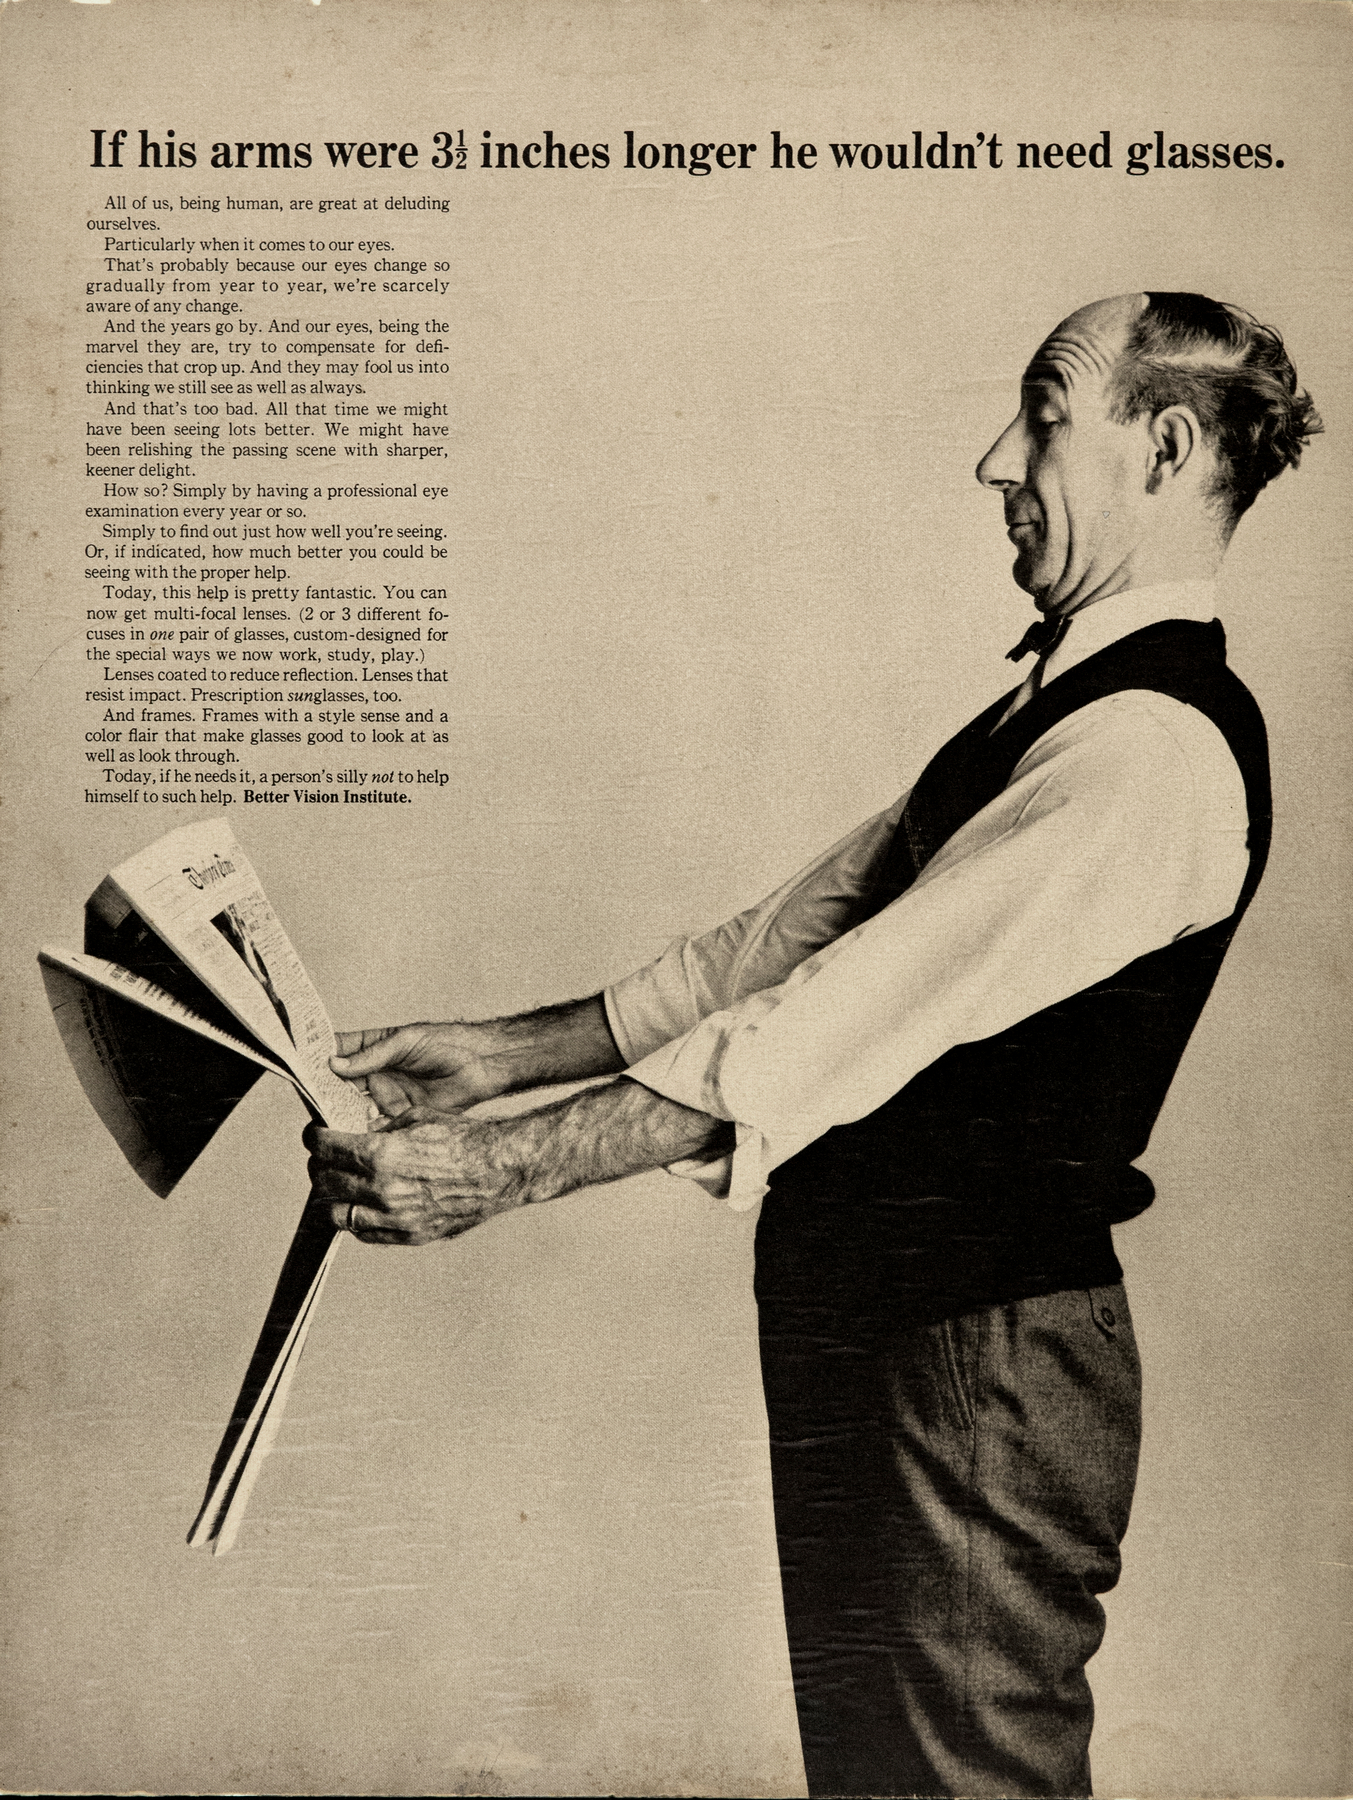 If his arms were 3½ inches longer he wouldn't need glasses.
All of us, being human, are great at deluding
ourselves.
Particularly when it comes to our eyes.
That's probably because our eyes change so
gradually from year to year, we're scarcely
aware of any change.
And the years go by. And our eyes, being the
marvel they are, try to compensate for defi-
ciencies that crop up. And they may fool us into
thinking we still see as well as always.
And that's too bad. All that time we might
have been seeing lots better. We might have
been relishing the passing scene with sharper,
keener delight.
How so? Simply by having a professional eye
examination every year or so.
Simply to find out just how well you're seeing.
Or, if indicated, how much better you could be
seeing with the proper help.
Today, this help is pretty fantastic. You can
now get multi-focal lenses. (2 or 3 different fo-
cuses in one pair of glasses, custom-designed for
the special ways we now work, study, play.)
Lenses coated to reduce reflection. Lenses that
resist impact. Prescription sunglasses, too.
And frames. Frames with a style sense and a
color flair that make glasses good to look at as
well as look through.
Today, if he needs it, a person's silly not to help
himself to such help. Better Vision Institute.